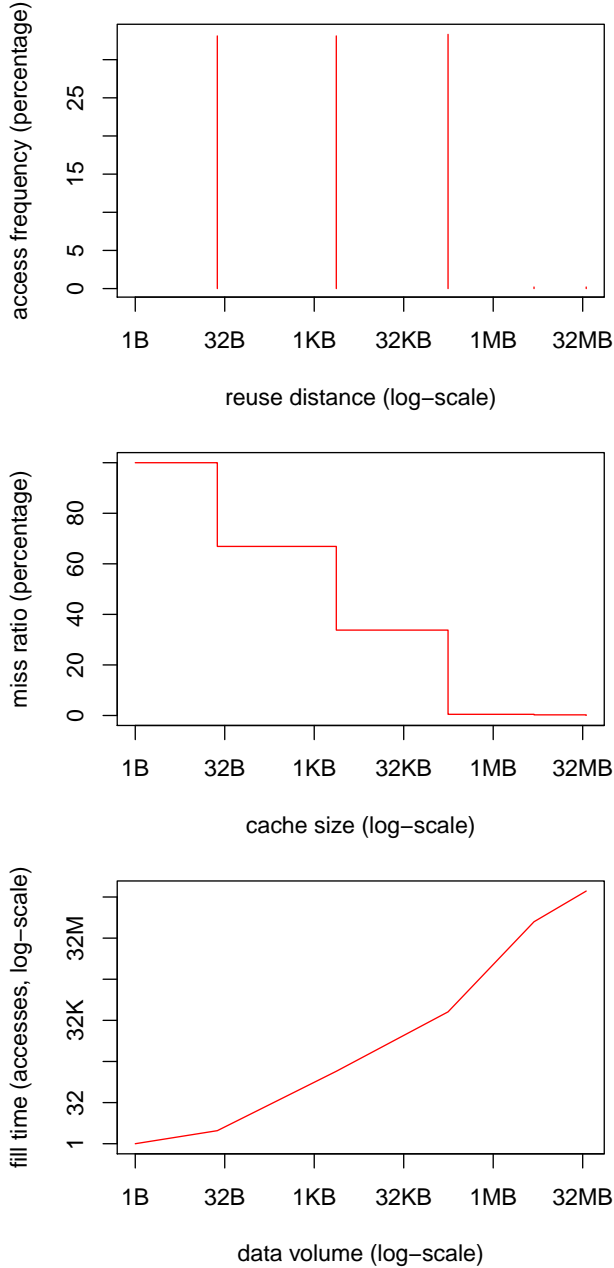 access frequency (percentage)
25
15
5
0
1B 32B 1KB 32KB 1MB 32MB
reuse distance (log−scale)
miss ratio (percentage)
80
60
40
20
0
1B 32B 1KB 32KB 1MB 32MB
cache size (log−scale)
fill time (accesses, log−scale)
32M
32K
32
1
1B 32B 1KB 32KB 1MB 32MB
data volume (log−scale)